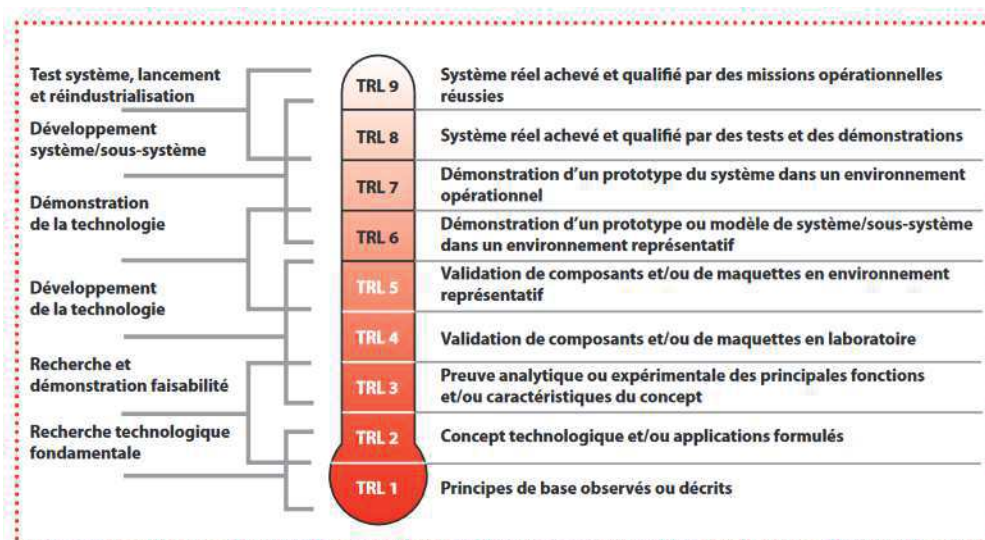 Test système, lancement
et réindustrialisation
Développement
système/sous-système
Démonstration
de la technologie
Développement
de la technologie
Recherche et
démonstration faisabilité
Recherche technologique
fondamentale
TRL 9
TRL 8
TRL 7
TRL 6
TRL 5
TRL 4
TRL 3
TRL 2
TRL 1
Système réel achevé et qualifié par des missions opérationnelles
réussies
Système réel achevé et qualifié par des tests et des démonstrations
Démonstration d'un prototype du système dans un environnement
opérationnel
Démonstration d'un prototype ou modèle de système/sous-système
dans un environnement représentatif
Validation de composants et/ou de maquettes en environnement
représentatif
Validation de composants et/ou de maquettes en laboratoire
Preuve analytique ou expérimentale des principales fonctions
et/ou caractéristiques du concept
Concept technologique et/ou applications formulés
Principes de base observés ou décrits